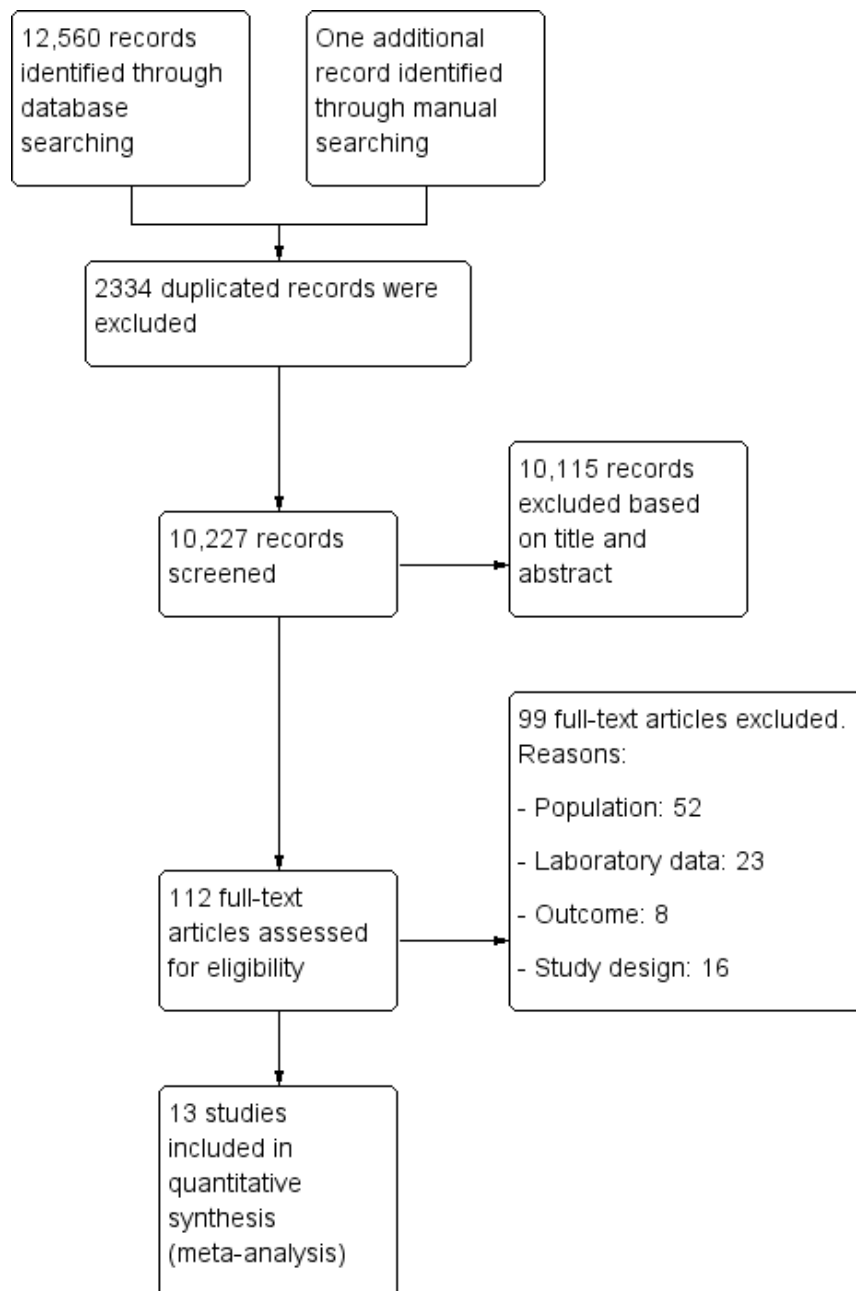 12,560 records
identified through
database
searching
One additional
record identified
through manual
searching
2334 duplicated records were
excluded
10,227 records
screened
10,115 records
excluded based
on title and
abstract
99 full-text articles excluded.
Reasons:
- Population: 52
- Laboratory data: 23
- Outcome: 8
- Study design: 16
112 full-text
articles assessed
for eligibility
13 studies
included in
quantitative
synthesis
(meta-analysis)